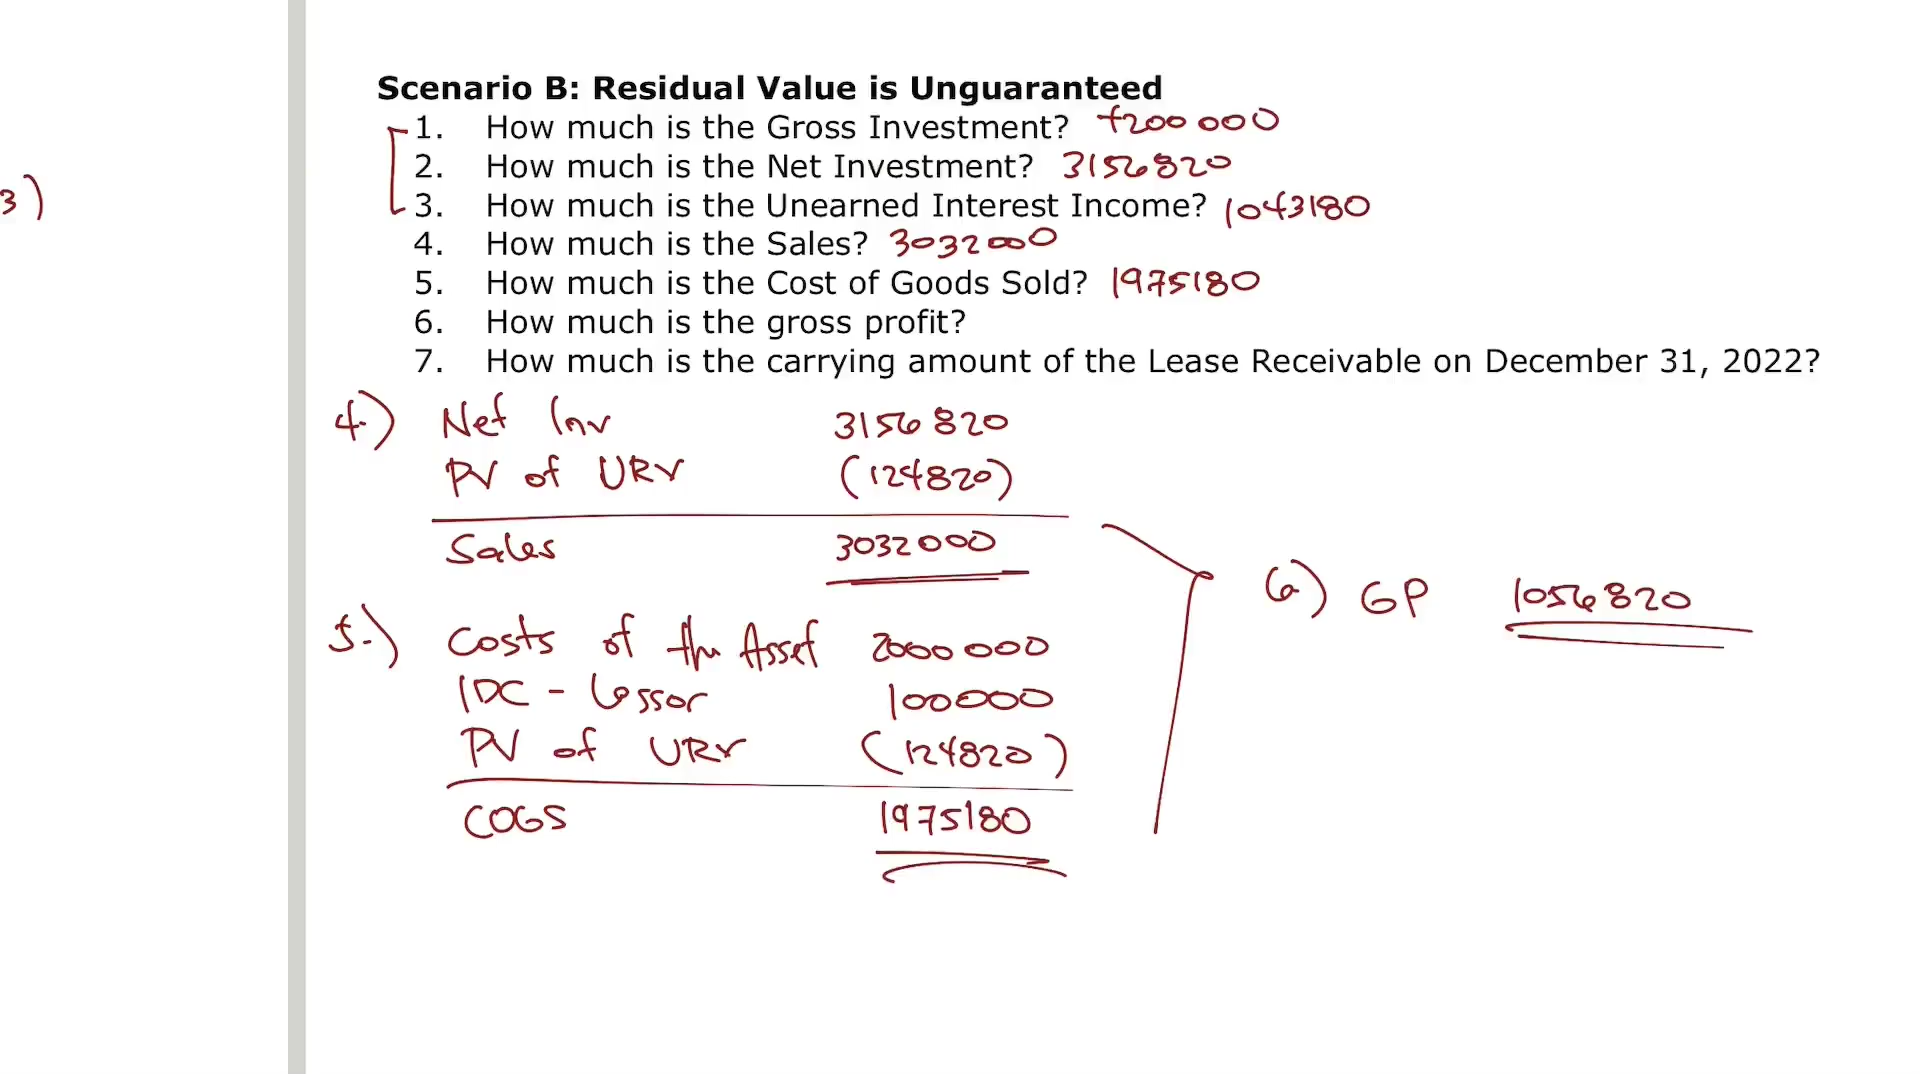 3)
Scenario B: Residual Value is Unguaranteed
1. How much is the Gross Investment? 4200000
2. How much is the Net Investment? 3156820
3. How much is the Unearned Interest Income? 1043180
4. How much is the Sales? 3032000
5. How much is the Cost of Goods Sold? 1975180
6. How much is the gross profit?
7. How much is the carrying amount of the Lease Receivable on December 31, 2022?
4.) Net Inv 3156820
PV of URV (124820)
Sales 3032000
6) GP 1056820
5.) Costs of the Asset 2000000
IDC - Lessor 100000
PV of URV (124820)
COGS 1975180